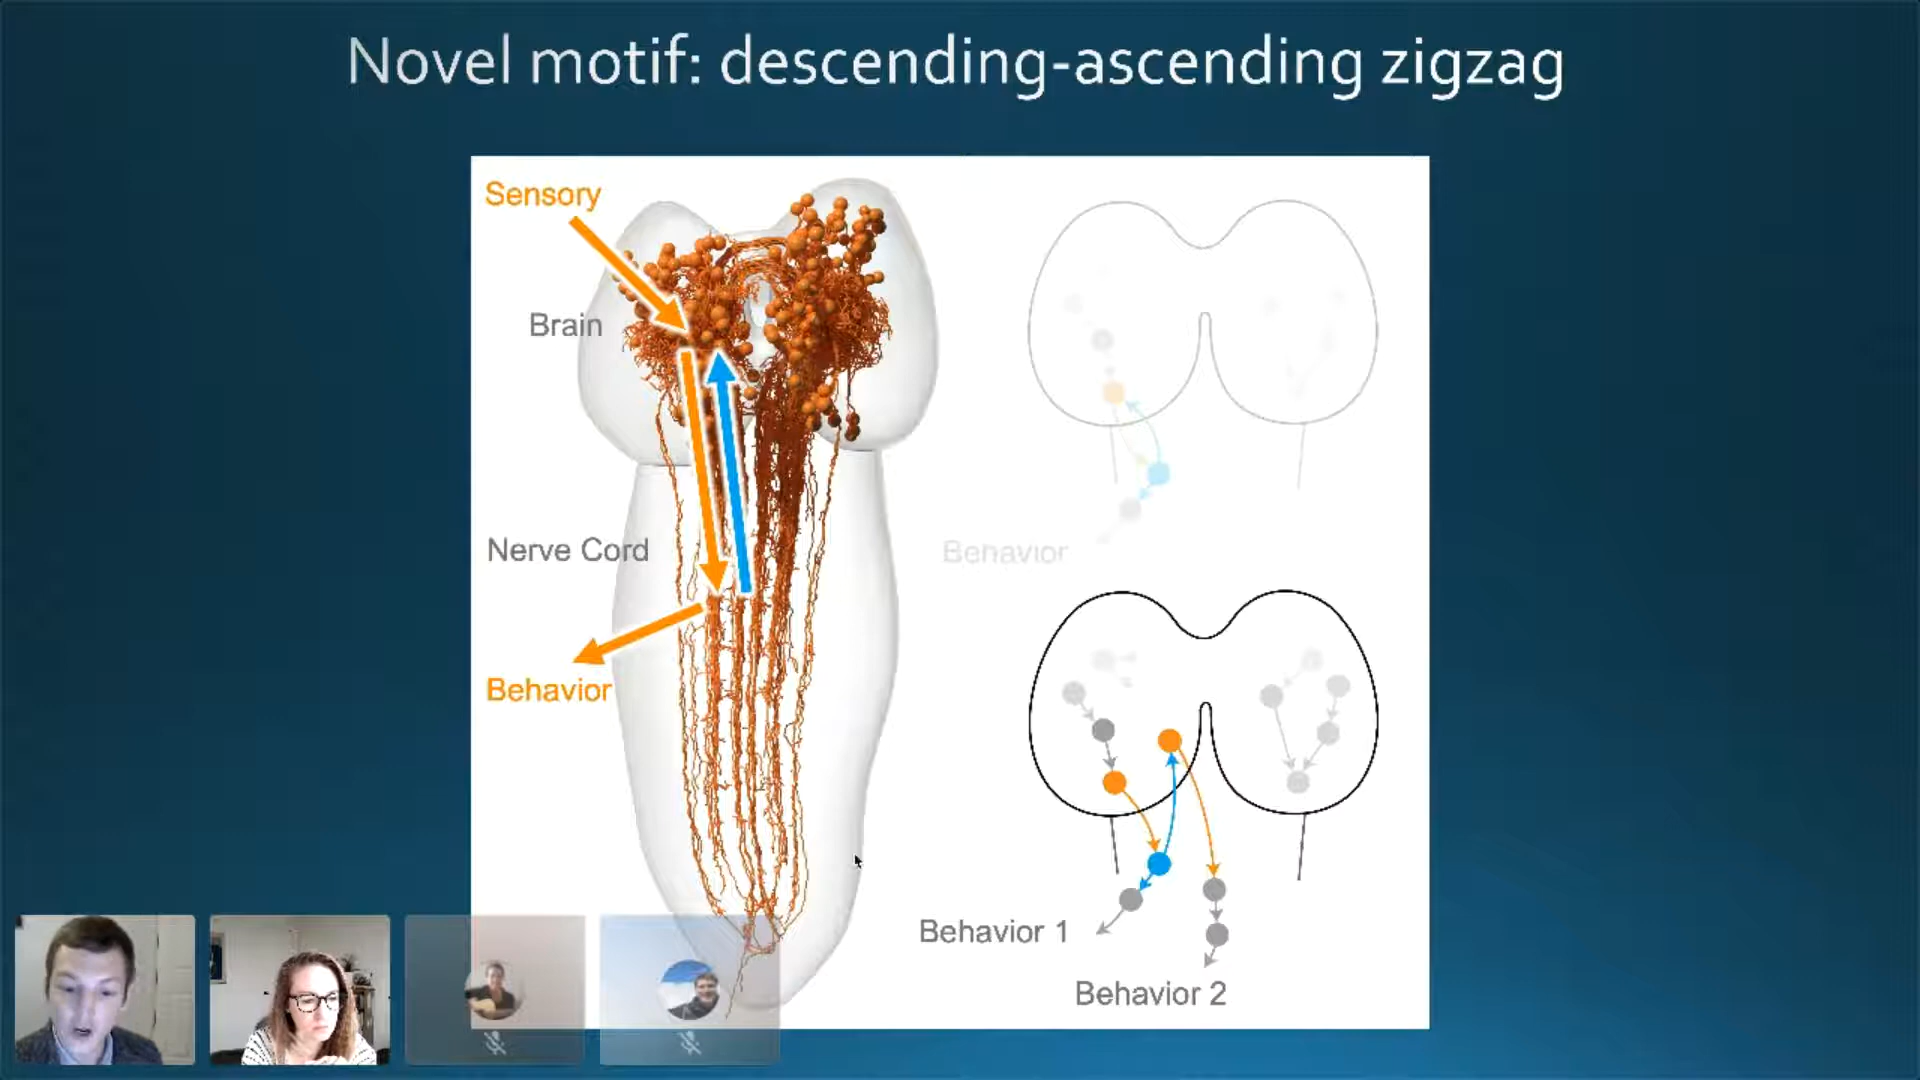 Novel motif: descending-ascending zigzag
Sensory
Brain
Nerve Cord
Behavior
Behavior
Behavior 1
Behavior 2